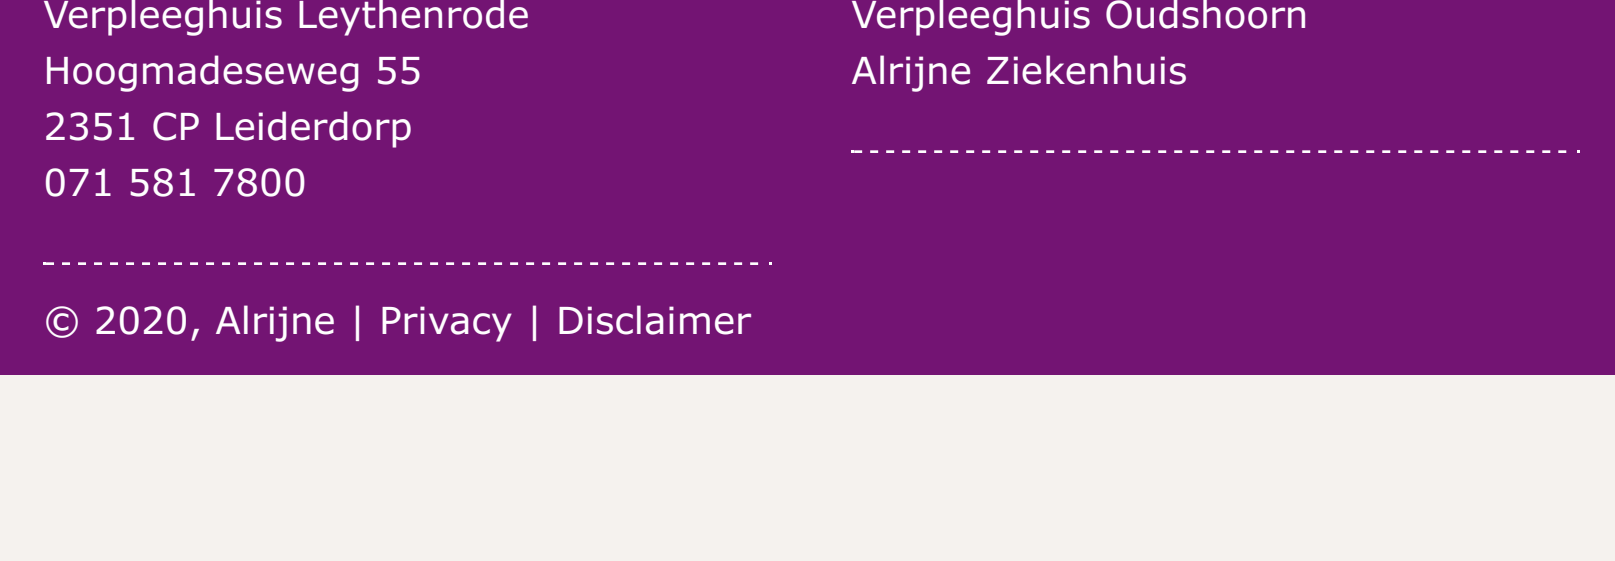 Verpleeghuis Leythenrode
Hoogmadeseweg 55
2351 CP Leiderdorp
071 581 7800
© 2020, Alrijne | Privacy | Disclaimer
Verpleeghuis Oudshoorn
Alrijne Ziekenhuis